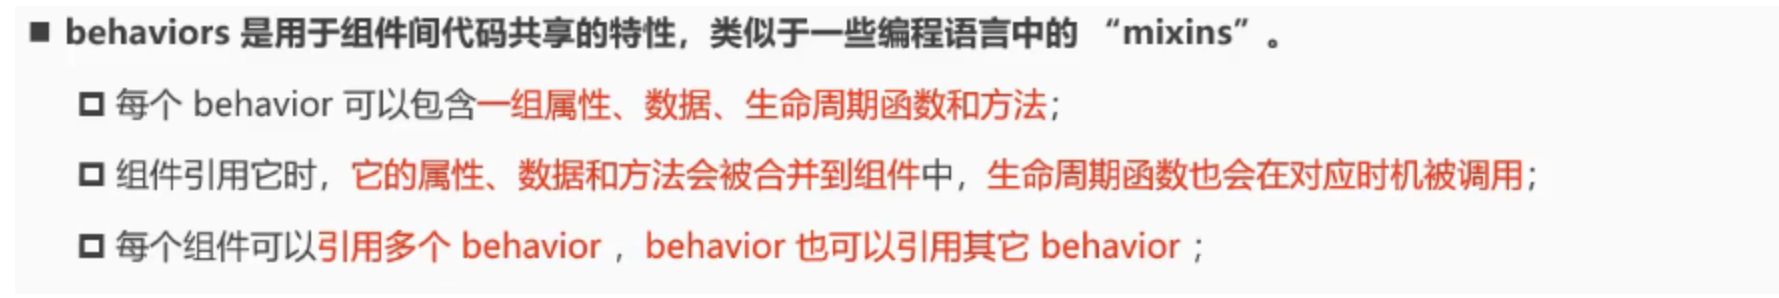 ■ behaviors 是用于组件间代码共享的特性，类似于一些编程语言中的 “mixins” 。
□ 每个 behavior 可以包含一组属性、数据、生命周期函数和方法；
□ 组件引用它时，它的属性、数据和方法会被合并到组件中，生命周期函数也会在对应时机被调用；
□ 每个组件可以引用多个 behavior ，behavior 也可以引用其它 behavior ；